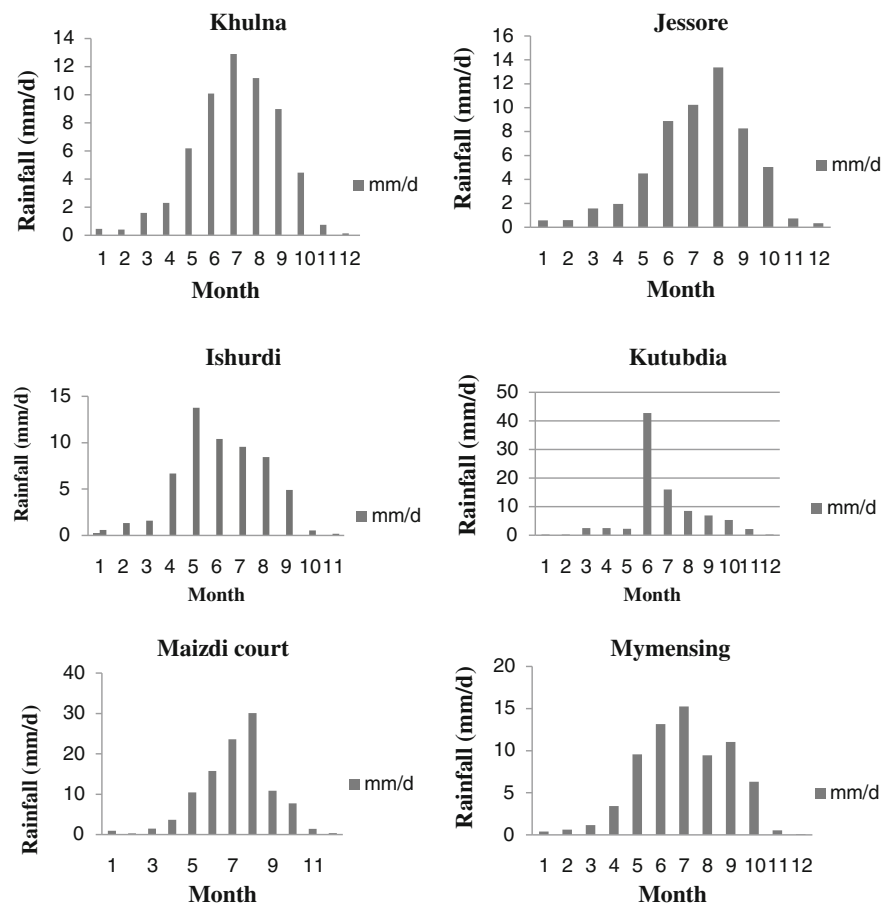 Khulna
Rainfall (mm/d)
14
12
10
8
6
4
2
0
1 2 3 4 5 6 7 8 9 10 11 12
Month
mm/d
Jessore
Rainfall (mm/d)
16
14
12
10
8
6
4
2
0
1 2 3 4 5 6 7 8 9 10 11 12
Month
mm/d
Ishurdi
Rainfall (mm/d)
15
10
5
0
1 2 3 4 5 6 7 8 9 10 11
Month
mm/d
Kutubdia
Rainfall (mm/d)
50
40
30
20
10
0
1 2 3 4 5 6 7 8 9 10 11 12
Month
mm/d
Maizdi court
Rainfall (mm/d)
40
30
20
10
0
1 3 5 7 9 11
Month
mm/d
Mymensing
Rainfall (mm/d)
20
15
10
5
0
1 2 3 4 5 6 7 8 9 10 11 12
Month
mm/d